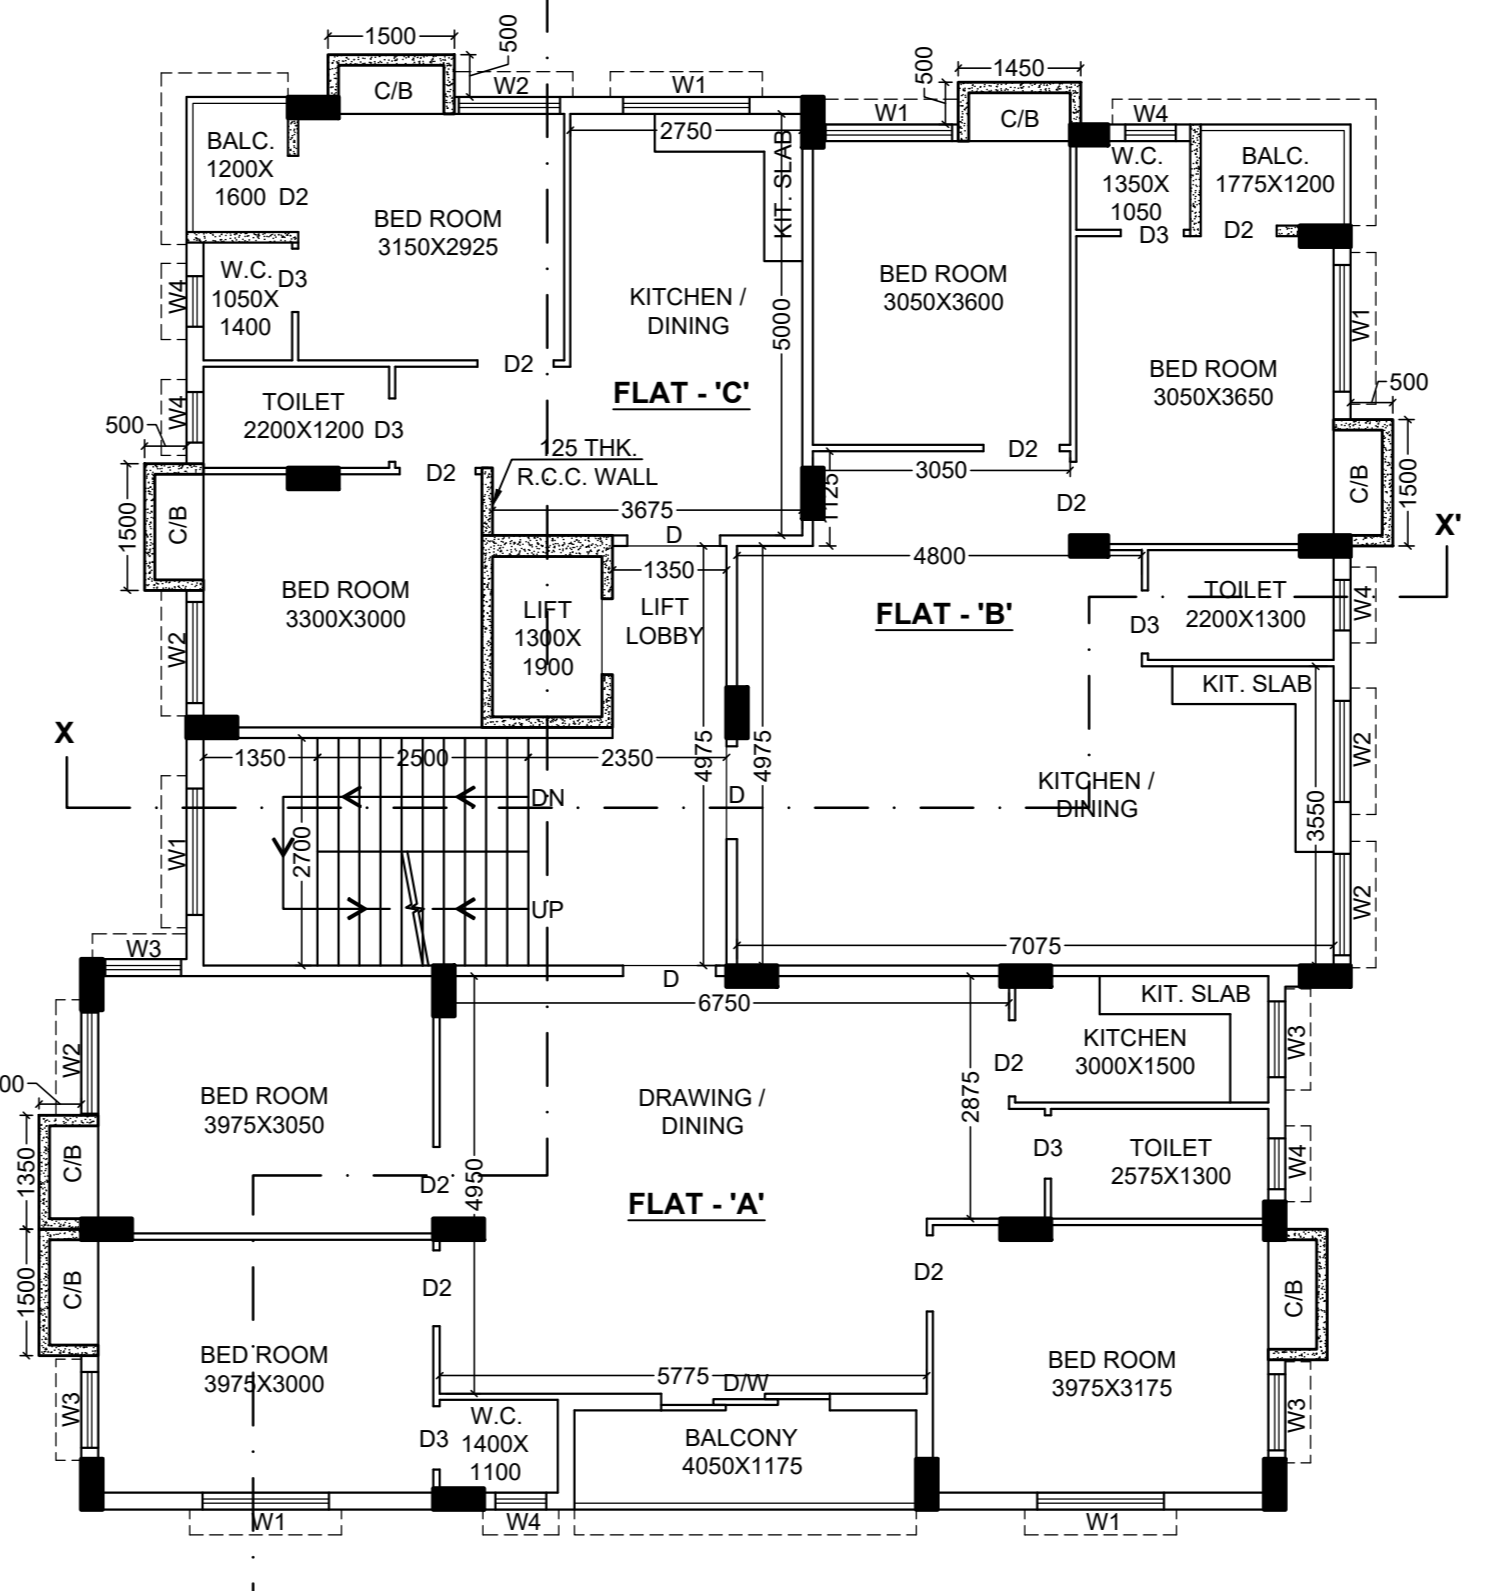 1500
500
C/B
W2
W1
2750
500
1450
W1
C/B
W4
BALC.
1200X
1600 D2
KIT. SLAB
W.C.
1350X
1050
D3
BALC.
1775X1200
D2
BED ROOM
3150X2925
BED ROOM
3050X3600
W4
W.C.
1050X
1400
D3
KITCHEN /
DINING
5000
W1
D2
FLAT - 'C'
BED ROOM
3050X3650
500
W4
TOILET
2200X1200 D3
500
D2
125 THK.
R.C.C. WALL
D2
3050
1125
1500
C/B
3675
D2
C/B
1500
D
X'
1350
4800
BED ROOM
3300X3000
LIFT
1300X
1900
LIFT
LOBBY
FLAT - 'B'
TOILET
2200X1300
D3
W4
W2
KIT. SLAB
X
1350
2500
2350
4975
4975
W2
DN
D
KITCHEN /
DINING
3550
W1
2700
UP
W2
7075
W3
D
6750
KIT. SLAB
W2
KITCHEN
3000X1500
W3
D2
00
BED ROOM
3975X3050
DRAWING /
DINING
2875
1350
C/B
D3
TOILET
2575X1300
W4
D2
4950
FLAT - 'A'
1500
C/B
D2
D2
C/B
BED ROOM
3975X3000
5775
D/W
BED ROOM
3975X3175
W3
W3
D3
W.C.
1400X
1100
BALCONY
4050X1175
W1
W4
W1